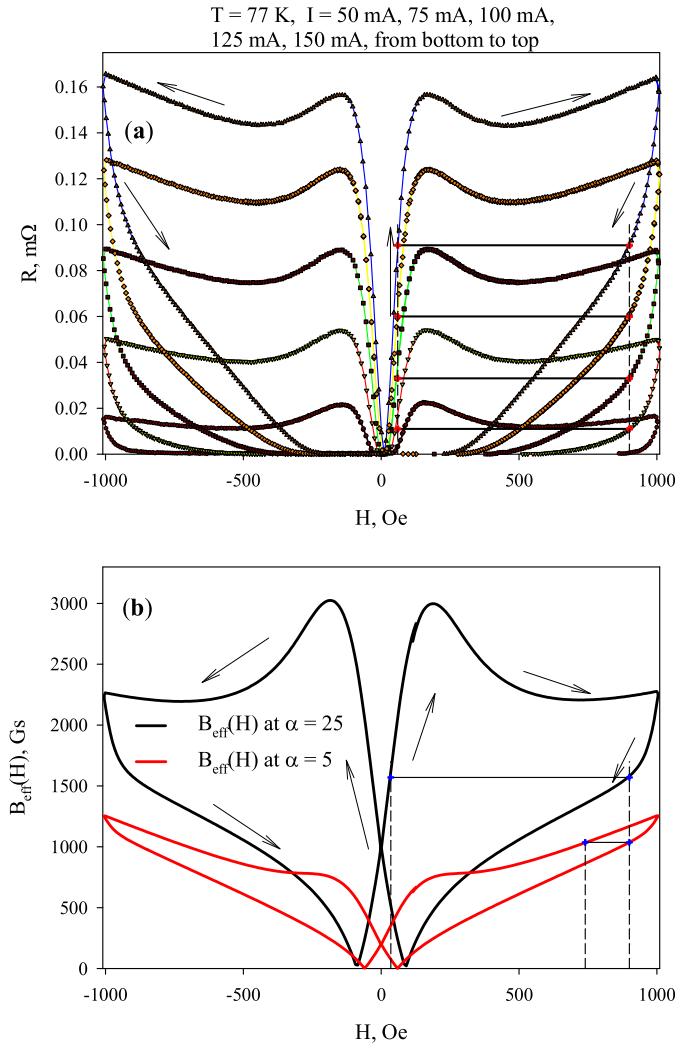 T = 77 K, I = 50 mA, 75 mA, 100 mA,
125 mA, 150 mA, from bottom to top
(a)
R, mΩ
0.16
0.14
0.12
0.10
0.08
0.06
0.04
0.02
0.00
-1000 -500 0 500 1000
H, Oe
(b)
B_eff(H), Gs
3000
2500
2000
1500
1000
500
0
B_eff(H) at α = 25
B_eff(H) at α = 5
-1000 -500 0 500 1000
H, Oe